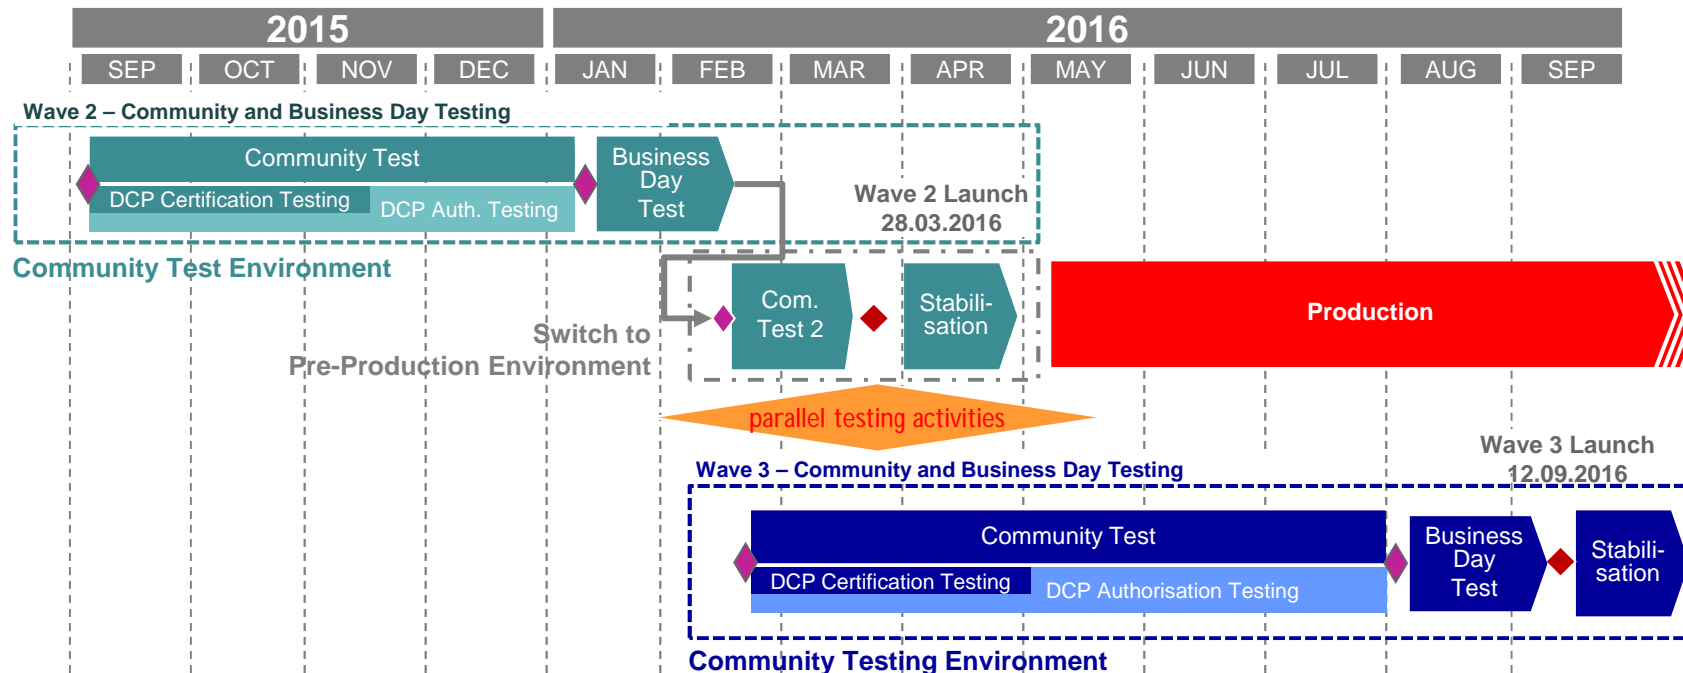 2015
2016
SEP
OCT
NOV
DEC
JAN
FEB
MAR
APR
MAY
JUN
JUL
AUG
SEP
Wave 2 – Community and Business Day Testing
Community Test
DCP Certification Testing
DCP Auth. Testing
Business
Day
Test
Wave 2 Launch
28.03.2016
Community Test Environment
Com.
Test 2
Stabili-
sation
Production
Switch to
Pre-Production Environment
parallel testing activities
Wave 3 – Community and Business Day Testing
Wave 3 Launch
12.09.2016
Community Test
DCP Certification Testing
DCP Authorisation Testing
Business
Day
Test
Stabili-
sation
Community Testing Environment